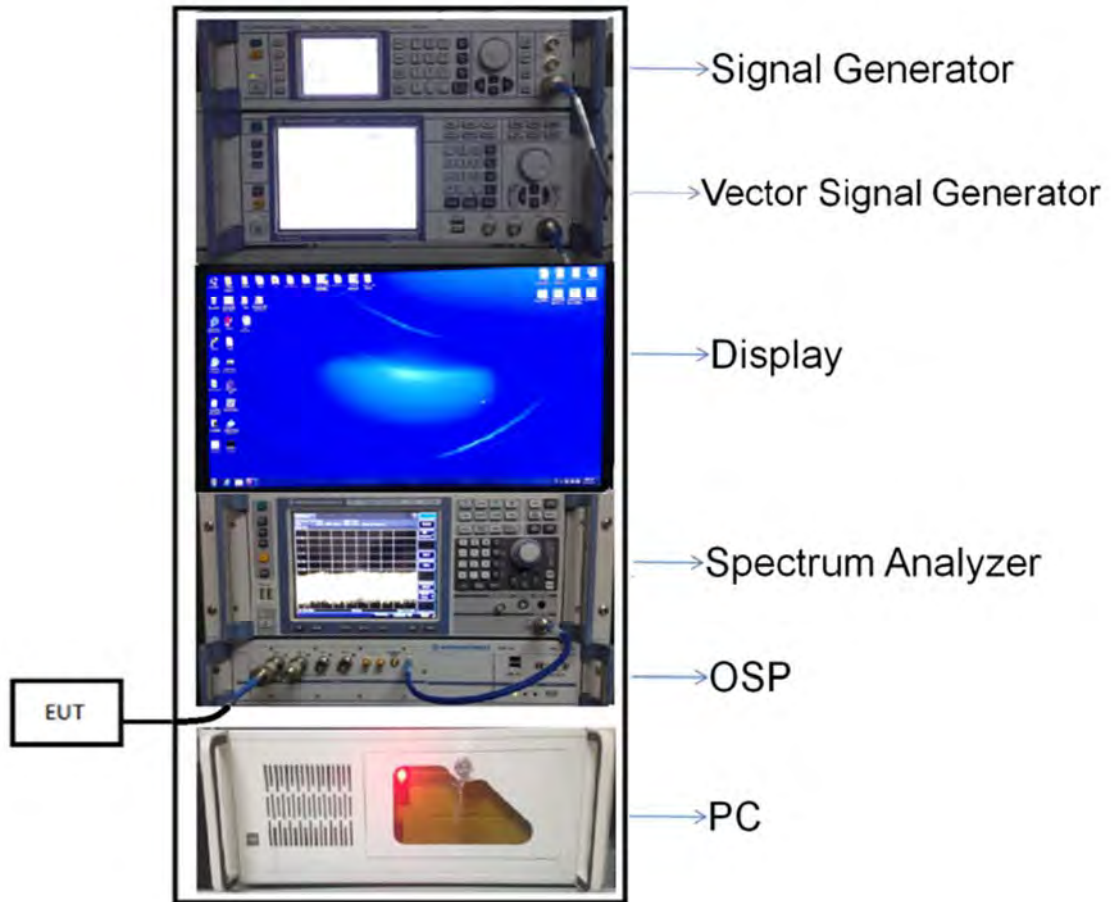 Signal Generator
Vector Signal Generator
Display
Spectrum Analyzer
OSP
EUT
PC